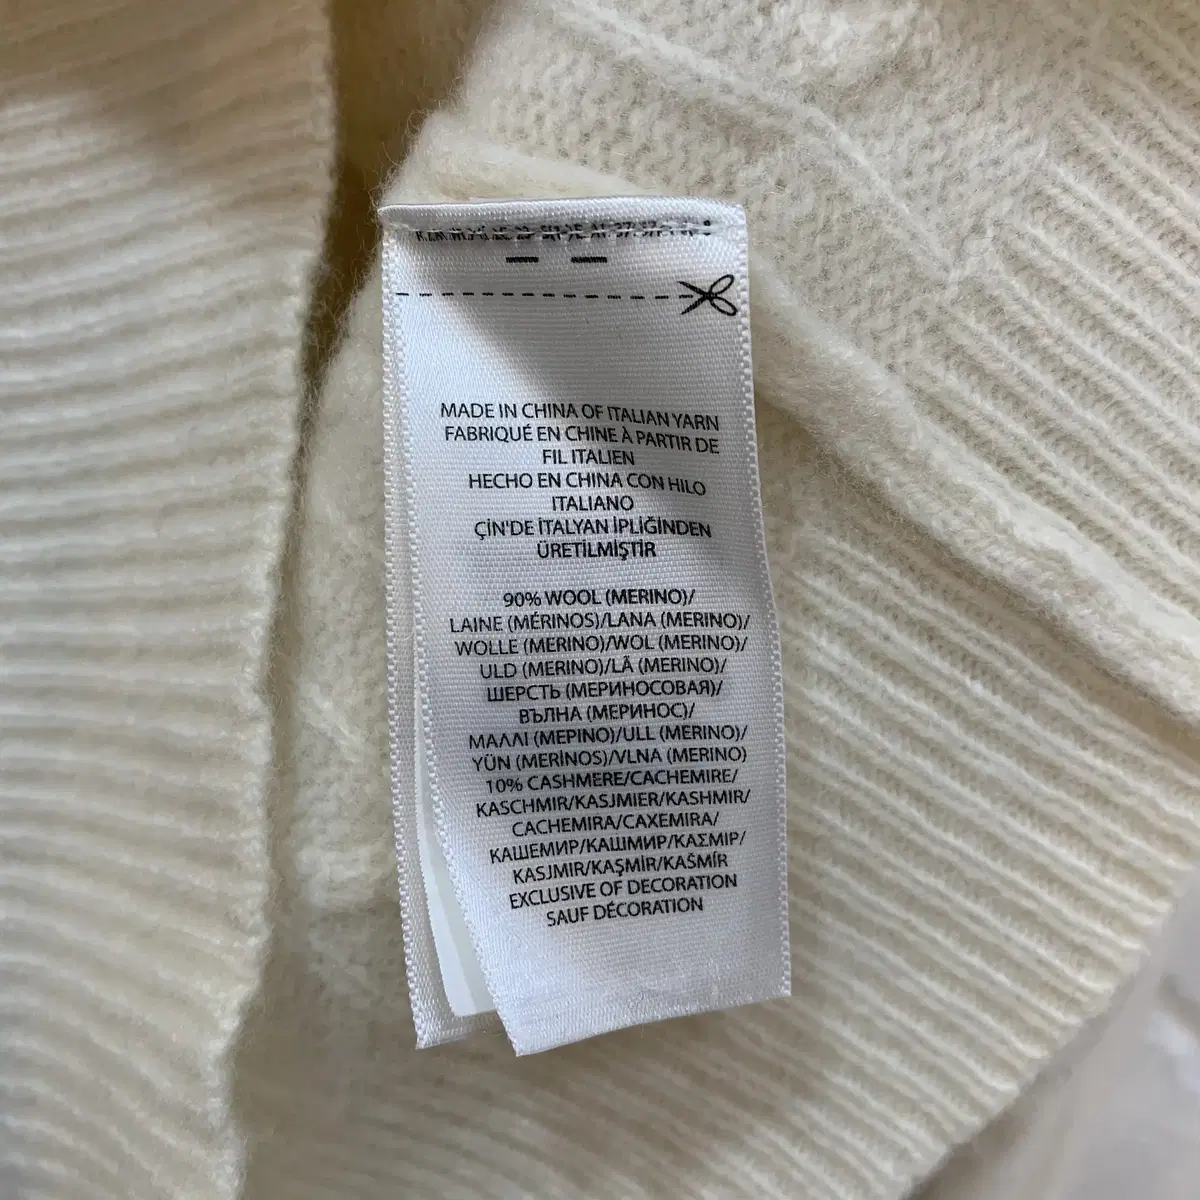 MADE IN CHINA OF ITALIAN YARN
FABRIQUÉ EN CHINE À PARTIR DE
FIL ITALIEN
HECHO EN CHINA CON HILO
ITALIANO
ÇİN'DE İTALYAN İPLİĞİNDEN
ÜRETİLMİŞTİR
90% WOOL (MERINO)/
LAINE (MÉRINOS)/LANA (MERINO)/
WOLLE (MERINO)/WOL (MERINO)/
ULD (MERINO)/LÃ (MERINO)/
ШЕРСТЬ (МЕРИНОСОВАЯ)/
ВЪЛНА (МЕРИНОС)/
ΜΑΛΛΙ (ΜΕΡΙΝΟ)/ULL (MERINO)/
YÜN (MERİNOS)/VLNA (MERINO)
10% CASHMERE/CACHEMIRE/
KASCHMIR/KASJMIER/KASHMIR/
CACHEMIRA/CAXEMIRA/
КАШЕМИР/КАШМИР/ΚΑΣΜΙΡ/
KASJMIR/KAŞMİR/KAŠMÍR
EXCLUSIVE OF DECORATION
SAUF DÉCORATION